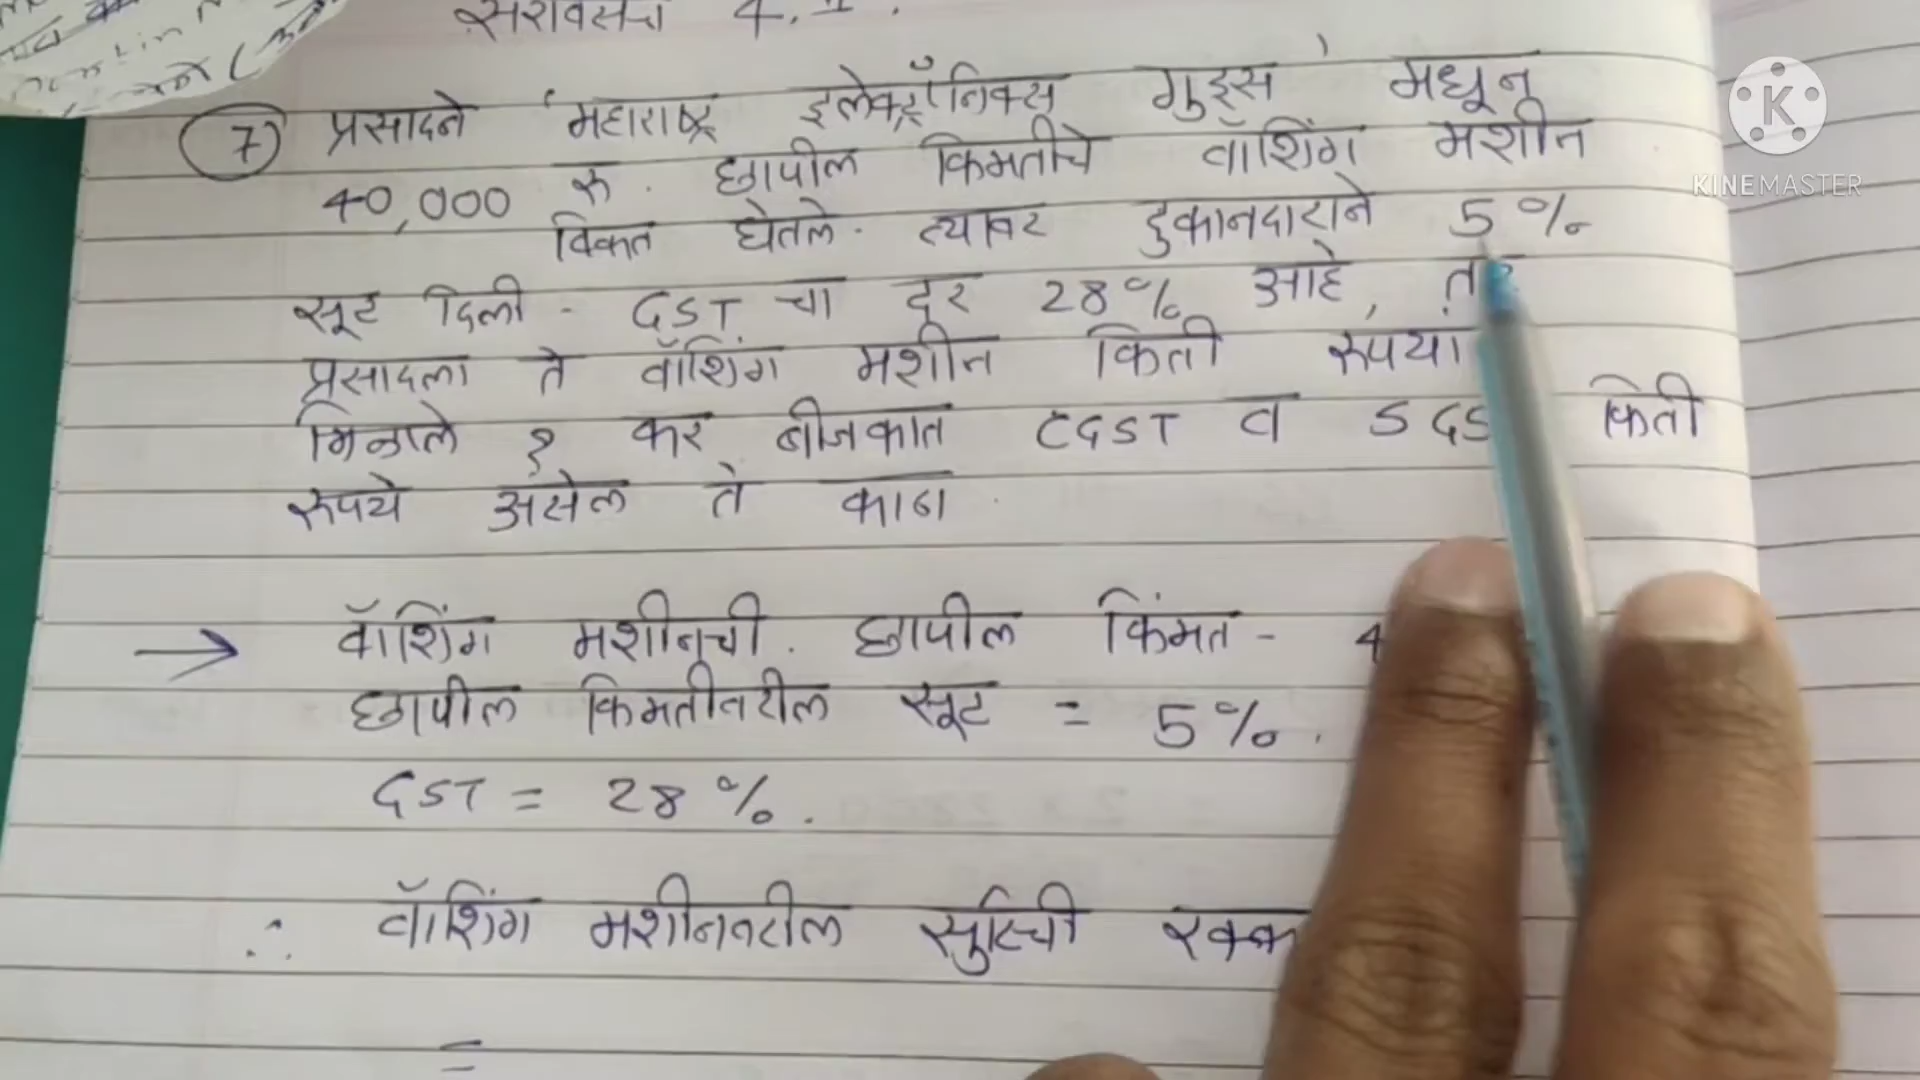 सरावसंच 4.1.
7) प्रसादने 'महाराष्ट्र इलेक्ट्रॉनिक्स गुड्स' मधून
40,000 रु. छापील किमतीचे वॉशिंग मशीन
विकत घेतले. त्यावर दुकानदाराने 5%
सूट दिली. GST चा दर 28% आहे, तर
प्रसादला ते वॉशिंग मशीन किती रुपयां
मिळाले ? कर बीजकात CGST व SGS किती
रुपये असेल ते काढा.
→ वॉशिंग मशीनची छापील किंमत - 4
छापील किमतीवरील सूट = 5%.
GST = 28%.
∴ वॉशिंग मशीनवरील सुटिची रक्क
=
K
KINEMASTER